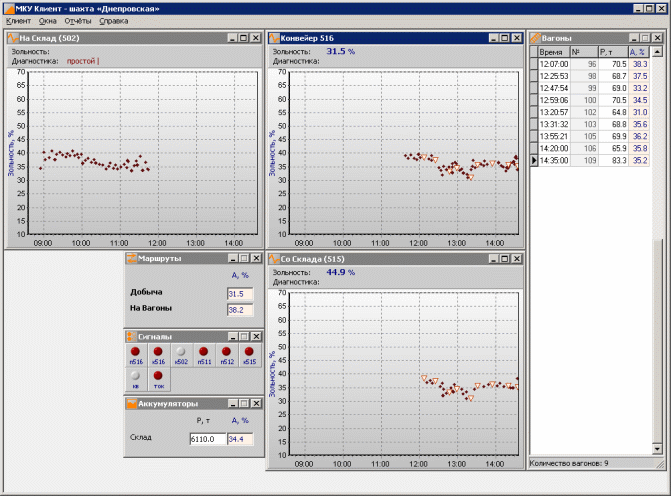 МКУ Клиент - шахта «Днепровская»
Клиент Окна Отчёты Справка
На Склад (502)
Зольность:
Диагностика: простой |
Зольность, %
70
65
60
55
50
45
40
35
30
25
20
15
10
09:00 10:00 11:00 12:00 13:00 14:00
Конвейер 516
Зольность: 31.5 %
Диагностика:
Зольность, %
70
65
60
55
50
45
40
35
30
25
20
15
10
09:00 10:00 11:00 12:00 13:00 14:00
Вагоны
Время № P, т A, %
12:07:00 96 70.5 38.3
12:25:53 98 68.7 37.5
12:47:54 99 69.0 33.2
12:59:06 100 70.5 34.5
13:20:57 102 64.8 31.0
13:31:32 103 68.8 35.6
13:55:21 105 69.9 36.2
14:20:00 106 65.9 35.8
14:35:00 109 83.3 35.2
Количество вагонов: 9
Маршруты
A, %
Добыча 31.5
На Вагоны 38.2
Сигналы
п516 к516 к502 п511 п512 к515
кв ток
Аккумуляторы
P, т A, %
Склад 6110.0 34.4
Со Склада (515)
Зольность: 44.9 %
Диагностика:
Зольность, %
70
65
60
55
50
45
40
35
30
25
20
15
10
09:00 10:00 11:00 12:00 13:00 14:00